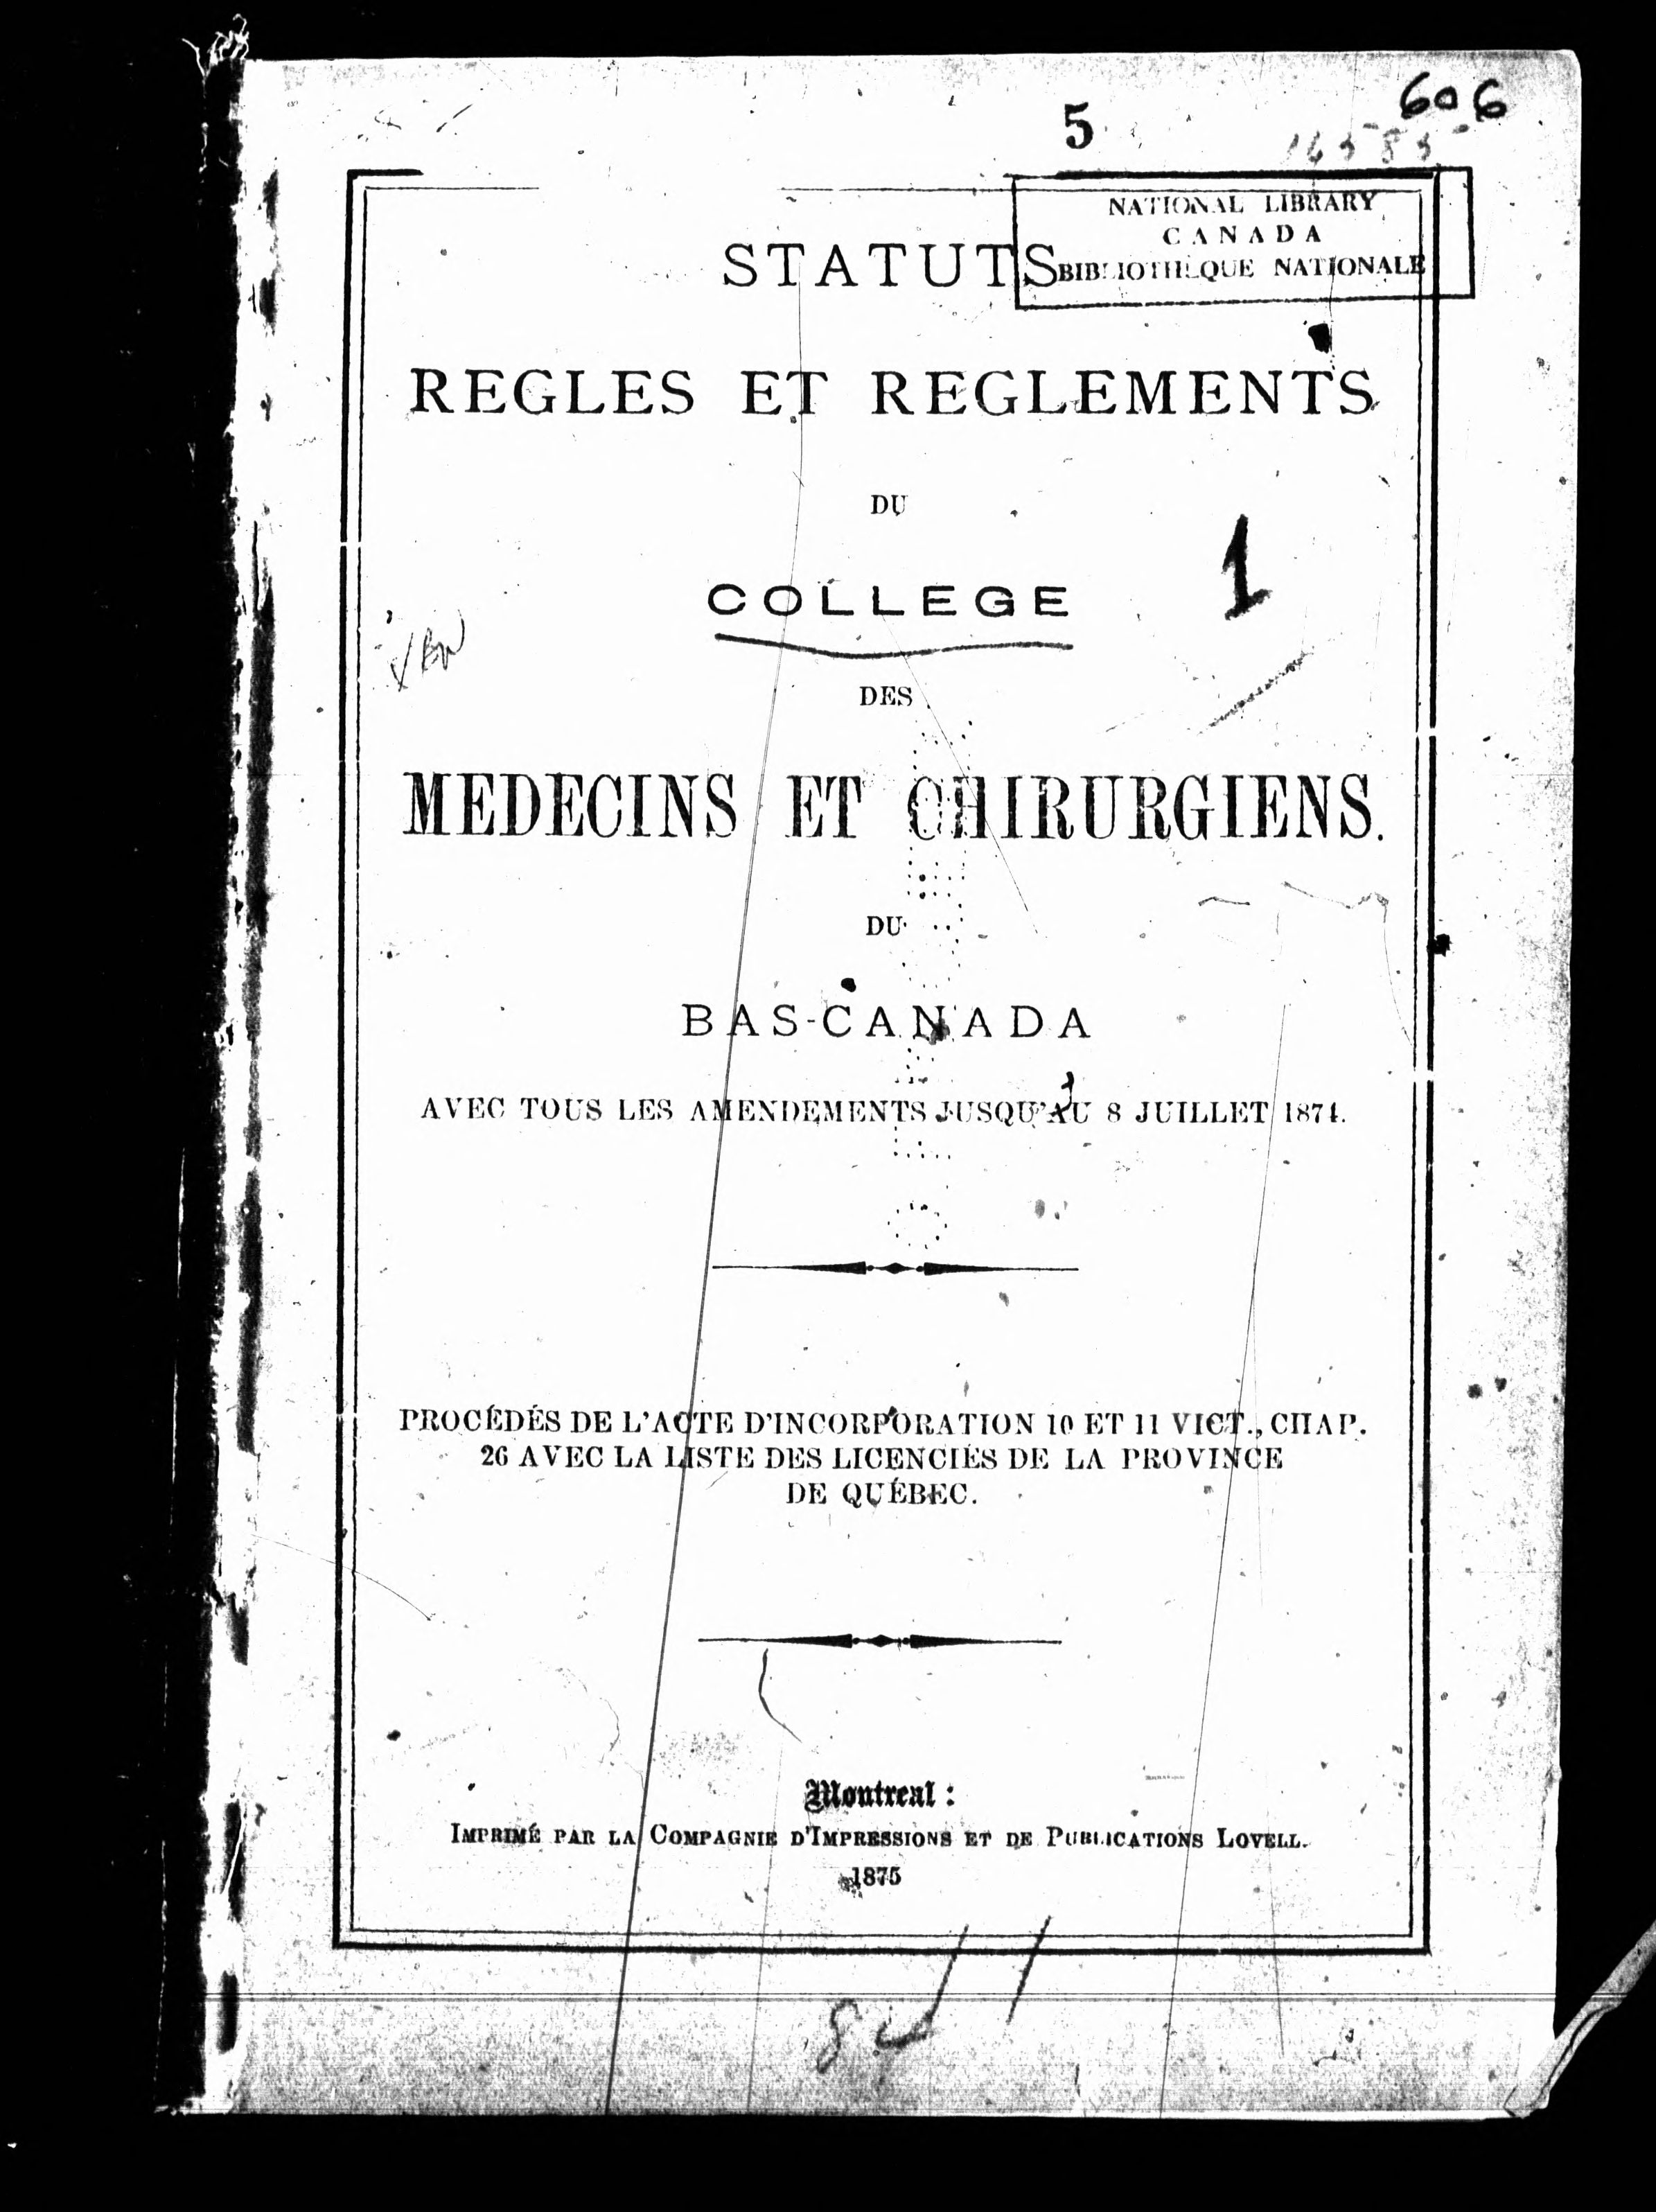 606
5
NATIONAL LIBRARY
CANADA
BIBLIOTHEQUE NATIONALE
STATUTS
REGLES ET REGLEMENTS
DU
1
COLLEGE
DES
MEDECINS ET CHIRURGIENS.
DU
BAS-CANADA
AVEC TOUS LES AMENDEMENTS JUSQU'AU 8 JUILLET 1874.
PROCÉDÉS DE L'ACTE D'INCORPORATION 10 ET 11 VICT., CHAP.
26 AVEC LA LISTE DES LICENCIÉS DE LA PROVINCE
DE QUÉBEC.
Montreal :
IMPRIMÉ PAR LA COMPAGNIE D'IMPRESSIONS ET DE PUBLICATIONS LOVELL.
1875